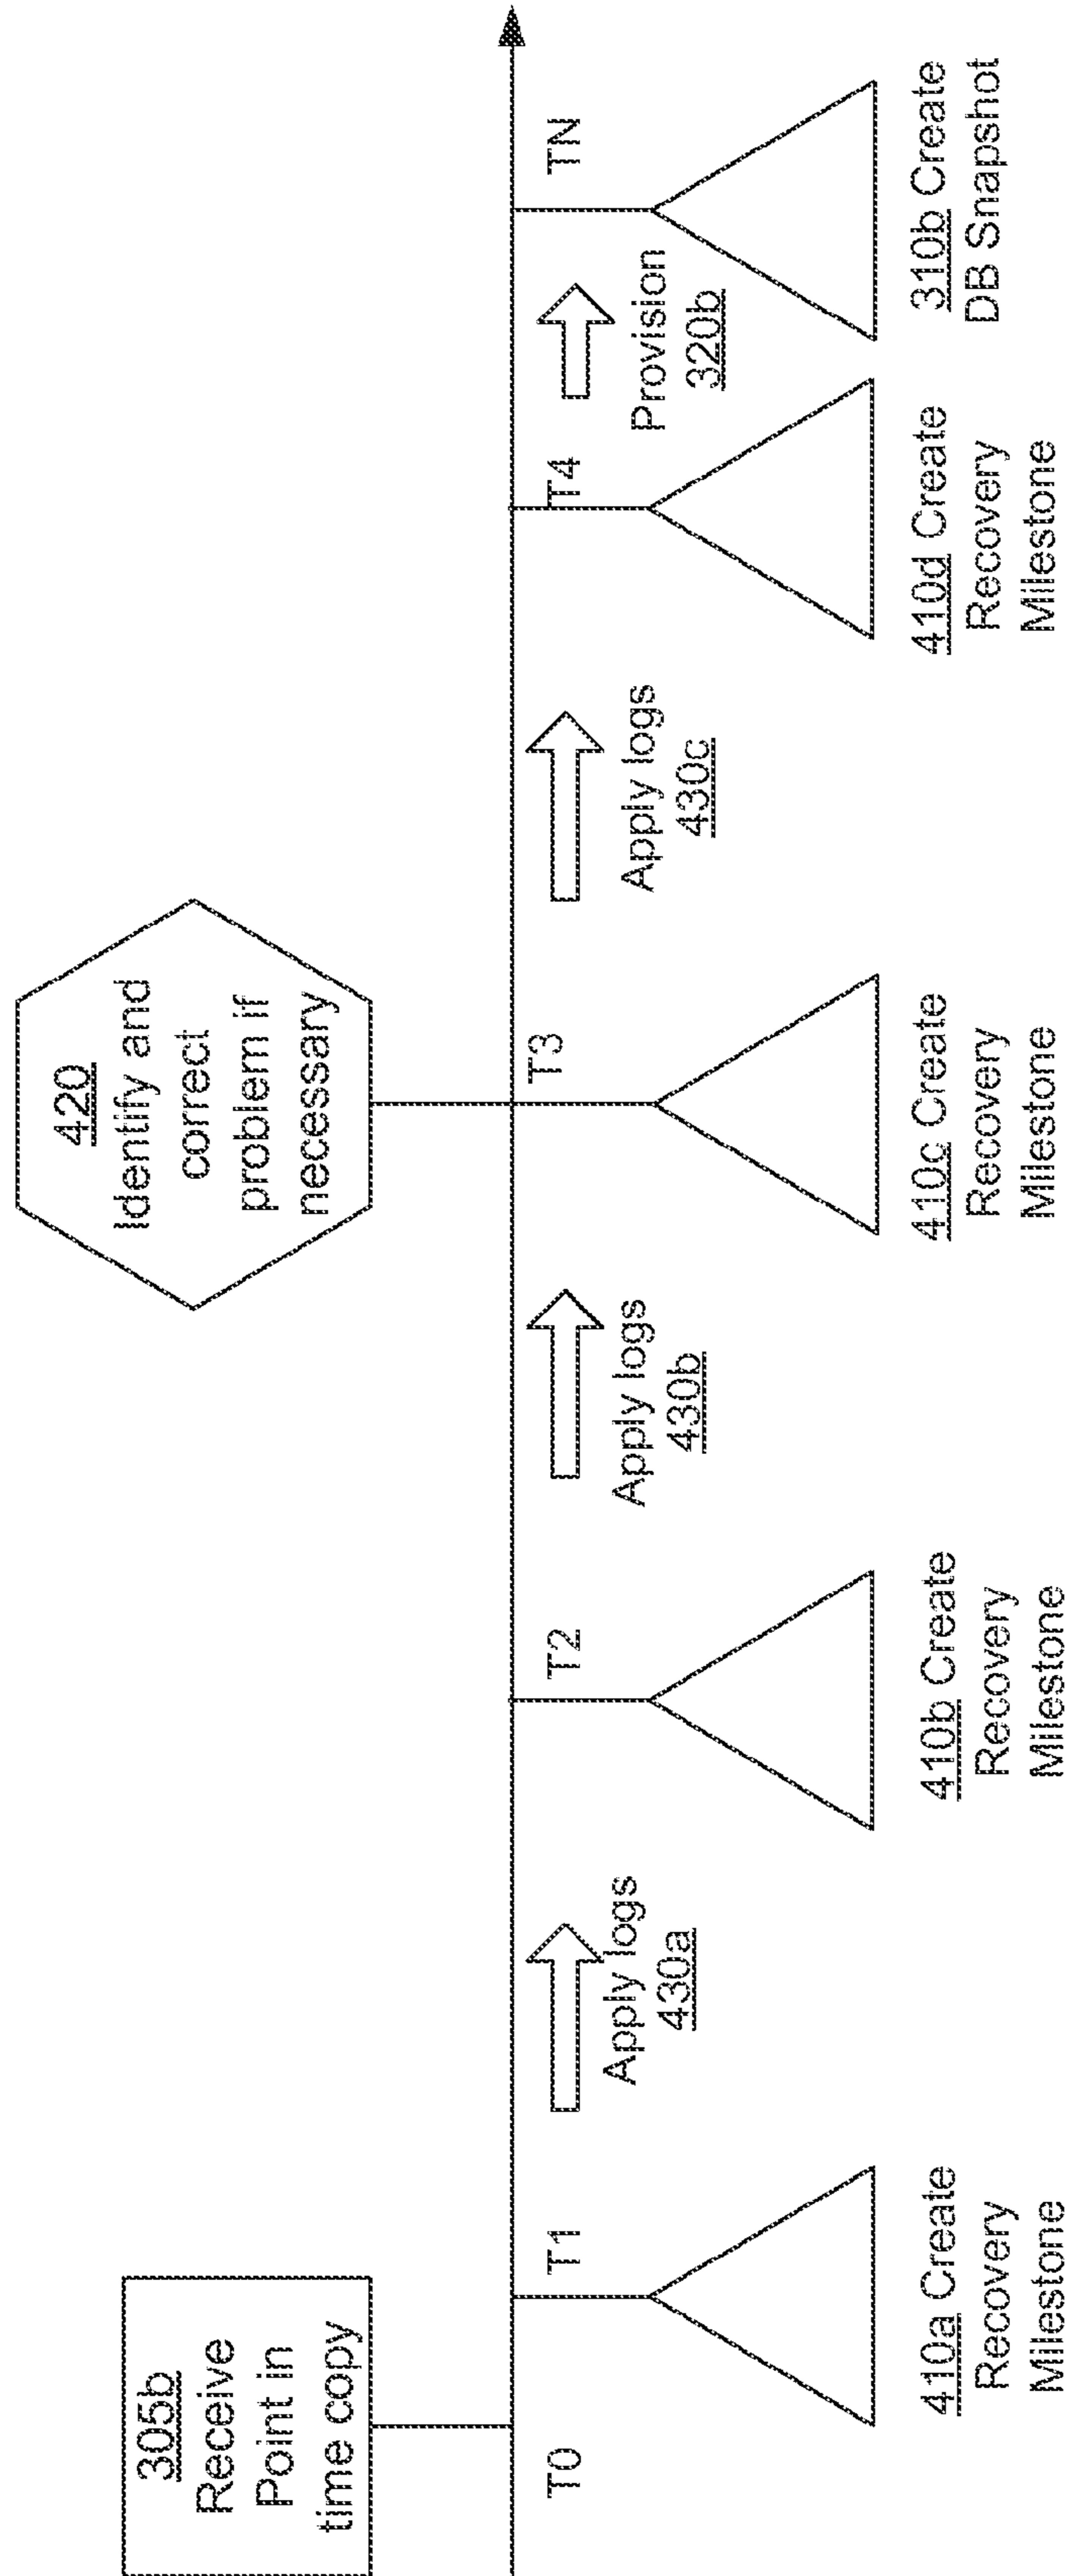 305b
Receive
Point in
time copy
420
Identify and
correct
problem if
necessary
T0
T1
T2
T3
T4
TN
Apply logs
430a
Apply logs
430b
Apply logs
430c
Provision
320b
410a Create
Recovery
Milestone
410b Create
Recovery
Milestone
410c Create
Recovery
Milestone
410d Create
Recovery
Milestone
310b Create
DB Snapshot